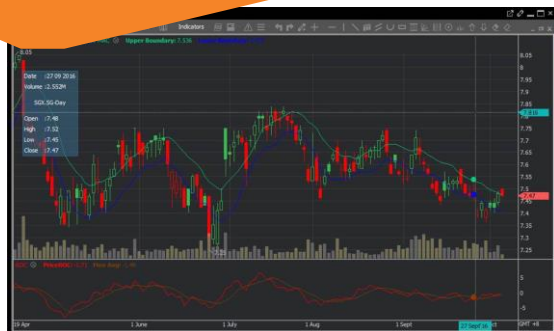 Indicators
Upper Boundary: 7.536
8.05
8.05
8
7.95
7.9
7.85
7.816
7.75
7.7
7.65
7.6
7.55
7.5
7.47
7.4
7.35
7.3
7.25
Date :27 09 2016
Volume :2.552M
SGX.SG-Day
Open :7.48
High :7.52
Low :7.45
Close :7.47
5
0
-5
19 Apr
1 June
1 July
1 Aug
1 Sept
27 Sept 16
GMT +8